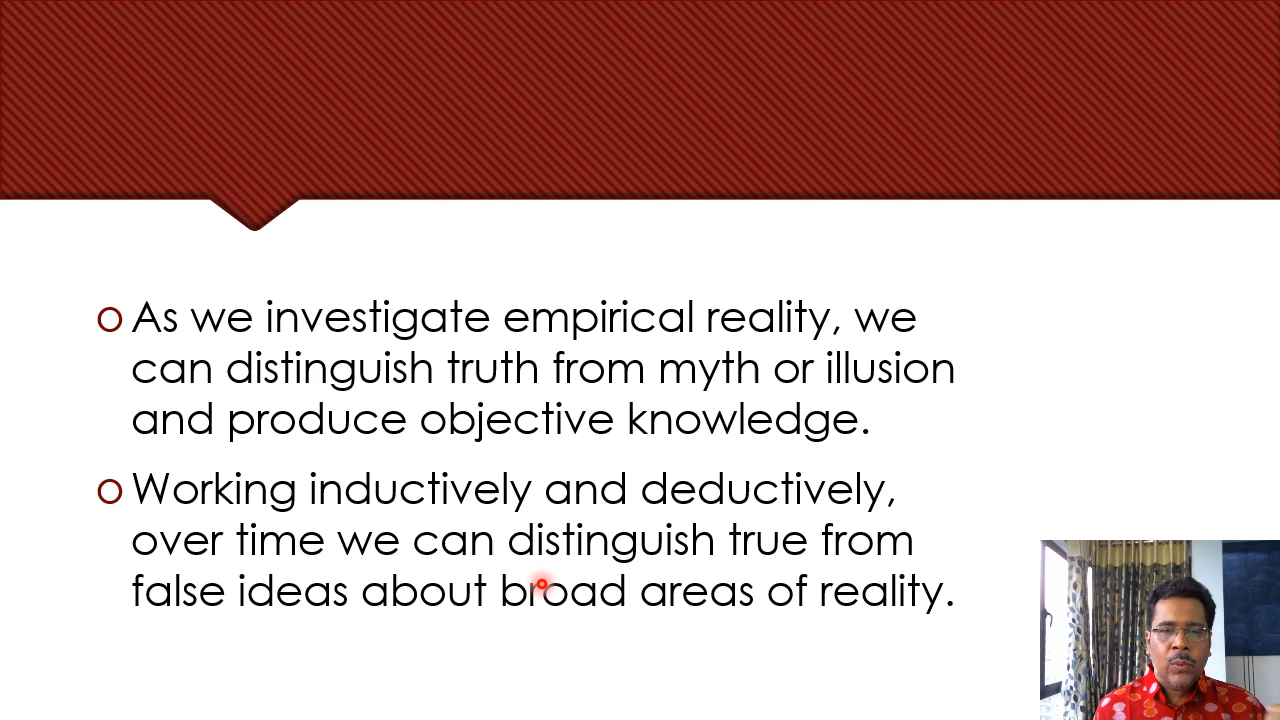 As we investigate empirical reality, we
can distinguish truth from myth or illusion
and produce objective knowledge.
Working inductively and deductively,
over time we can distinguish true from
false ideas about broad areas of reality.